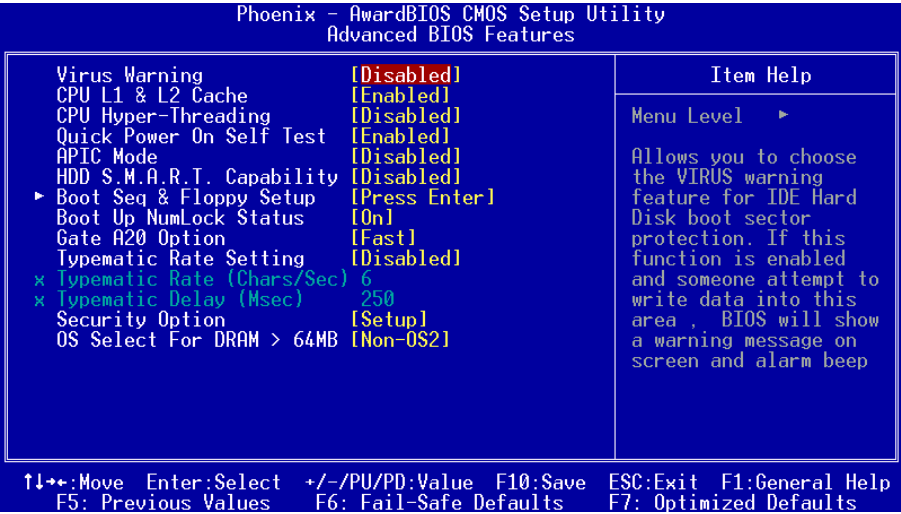 Phoenix - AwardBIOS CMOS Setup Utility
Advanced BIOS Features
Virus Warning [Disabled]
CPU L1 & L2 Cache [Enabled]
CPU Hyper-Threading [Disabled]
Quick Power On Self Test [Enabled]
APIC Mode [Disabled]
HDD S.M.A.R.T. Capability [Disabled]
► Boot Seq & Floppy Setup [Press Enter]
Boot Up NumLock Status [On]
Gate A20 Option [Fast]
Typematic Rate Setting [Disabled]
x Typematic Rate (Chars/Sec) 6
x Typematic Delay (Msec) 250
Security Option [Setup]
OS Select For DRAM > 64MB [Non-OS2]
Item Help
Menu Level ►
Allows you to choose
the VIRUS warning
feature for IDE Hard
Disk boot sector
protection. If this
function is enabled
and someone attempt to
write data into this
area , BIOS will show
a warning message on
screen and alarm beep
↑↓→←:Move Enter:Select +/-/PU/PD:Value F10:Save ESC:Exit F1:General Help
F5: Previous Values F6: Fail-Safe Defaults F7: Optimized Defaults